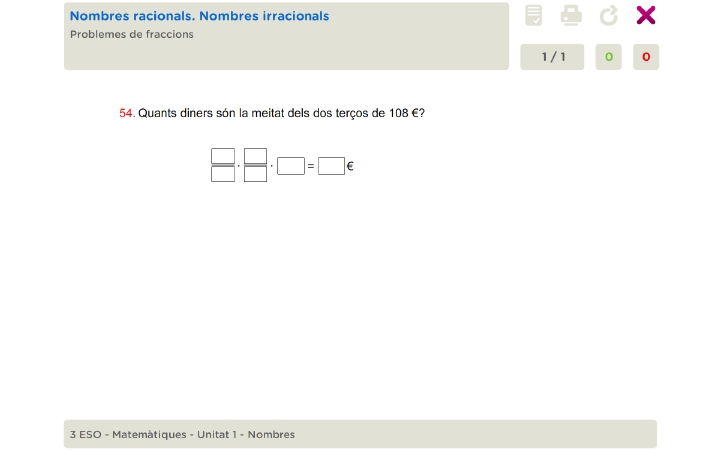 Nombres racionals. Nombres irracionals
Problemes de fraccions
1 / 1
0
0
54. Quants diners són la meitat dels dos terços de 108 €?
· · = €
3 ESO - Matemàtiques - Unitat 1 - Nombres